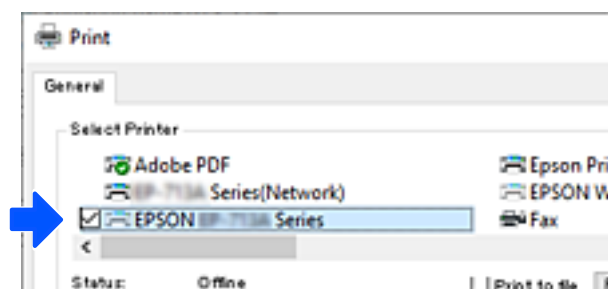 Print
General
Select Printer
Adobe PDF
Epson Pri
Series(Network)
EPSON W
EPSON Series
Fax
Status: Offline
Print to file